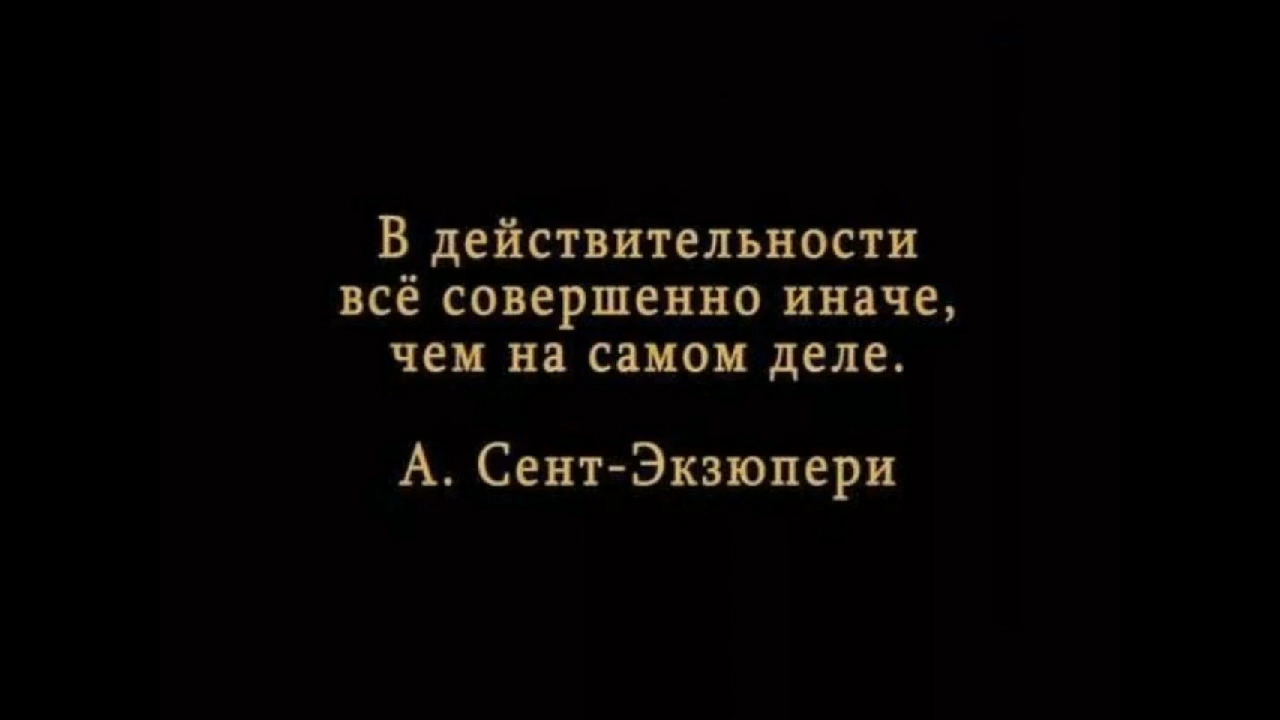 В действительности
всё совершенно иначе,
чем на самом деле.
А. Сент-Экзюпери